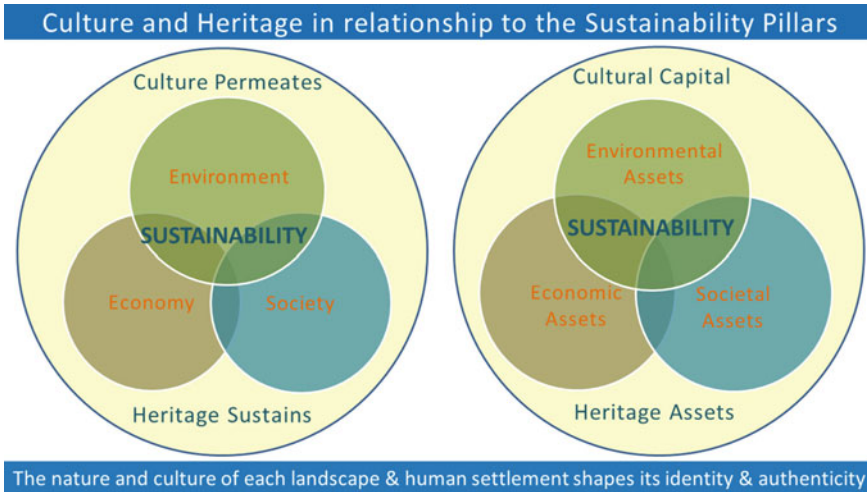 Culture and Heritage in relationship to the Sustainability Pillars
Culture Permeates
Environment
SUSTAINABILITY
Economy
Society
Heritage Sustains
Cultural Capital
Environmental
Assets
SUSTAINABILITY
Economic
Assets
Societal
Assets
Heritage Assets
The nature and culture of each landscape & human settlement shapes its identity & authenticity